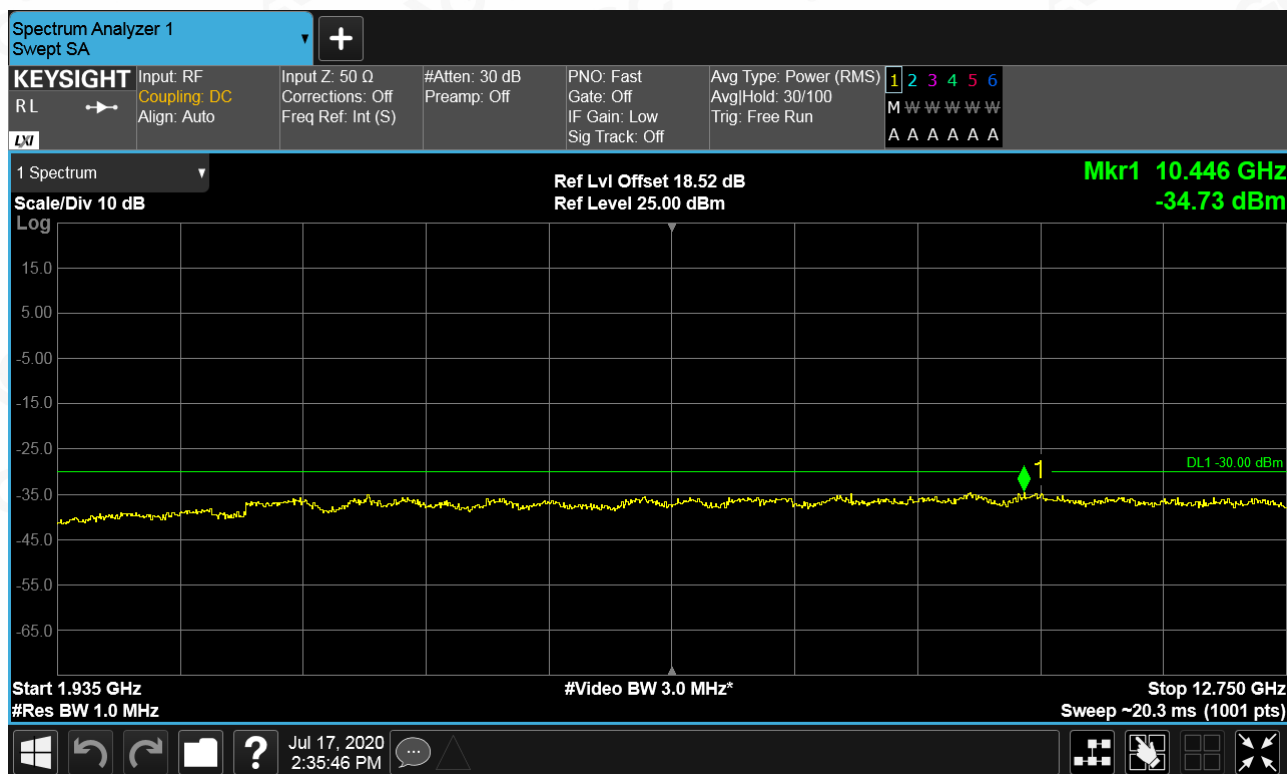 Spectrum Analyzer 1
Swept SA
KEYSIGHT
R L
LXI
Input: RF
Coupling: DC
Align: Auto
Input Z: 50 Ω
Corrections: Off
Freq Ref: Int (S)
#Atten: 30 dB
Preamp: Off
PNO: Fast
Gate: Off
IF Gain: Low
Sig Track: Off
Avg Type: Power (RMS)
Avg|Hold: 30/100
Trig: Free Run
1 2 3 4 5 6
M W W W W W
A A A A A A
1 Spectrum
Scale/Div 10 dB
Log
Ref Lvl Offset 18.52 dB
Ref Level 25.00 dBm
Mkr1 10.446 GHz
-34.73 dBm
15.0
5.00
-5.00
-15.0
-25.0
-35.0
-45.0
-55.0
-65.0
1
DL1 -30.00 dBm
Start 1.935 GHz
#Res BW 1.0 MHz
#Video BW 3.0 MHz*
Stop 12.750 GHz
Sweep ~20.3 ms (1001 pts)
?
Jul 17, 2020
2:35:46 PM